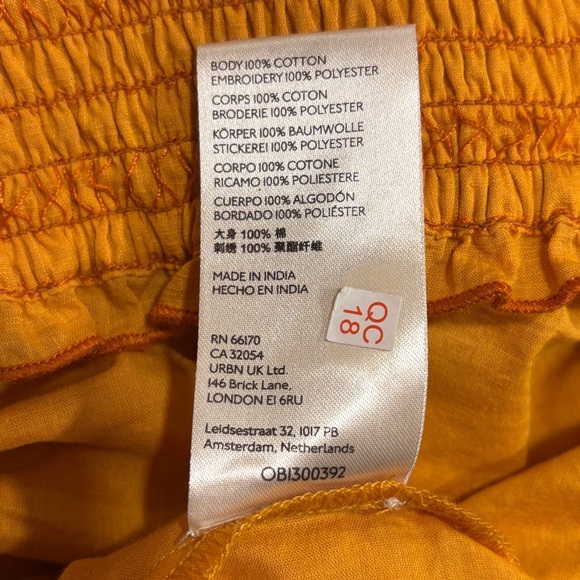 BODY 100% COTTON
EMBROIDERY 100% POLYESTER
CORPS 100% COTON
BRODERIE 100% POLYESTER
KÖRPER 100% BAUMWOLLE
STICKEREI 100% POLYESTER
CORPO 100% COTONE
RICAMO 100% POLIESTERE
CUERPO 100% ALGODÓN
BORDADO 100% POLIÉSTER
大身 100% 棉
刺绣 100% 聚酯纤维
MADE IN INDIA
HECHO EN INDIA
QC
18
RN 66170
CA 32054
URBN UK Ltd.
146 Brick Lane,
LONDON E1 6RU
Leidsestraat 32, 1017 PB
Amsterdam, Netherlands
OB1300392